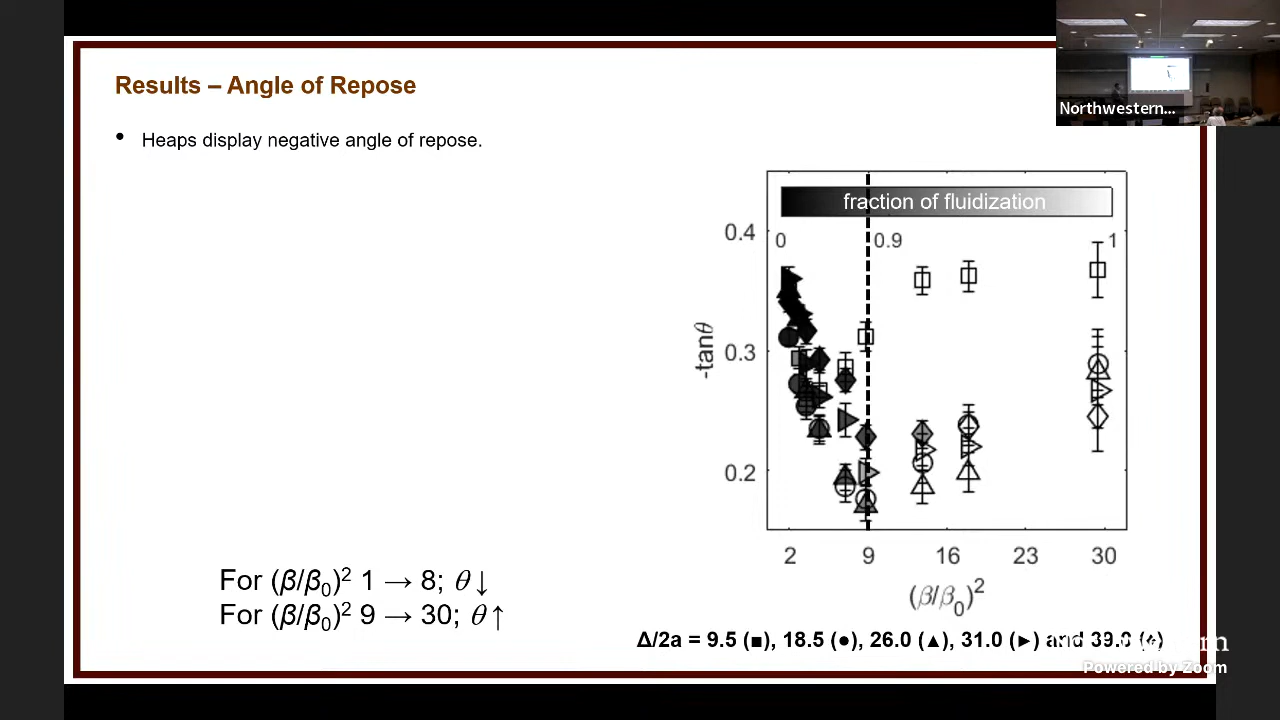 Results – Angle of Repose
Northwestern...
• Heaps display negative angle of repose.
fraction of fluidization
0 0.9 1
0.4
0.3
0.2
-tanθ
2 9 16 23 30
(β/β₀)²
For (β/β₀)² 1 → 8; θ ↓
For (β/β₀)² 9 → 30; θ ↑
Δ/2a = 9.5 (■), 18.5 (●), 26.0 (▲), 31.0 (►) and 39.0 (♦)
Powered by Zoom